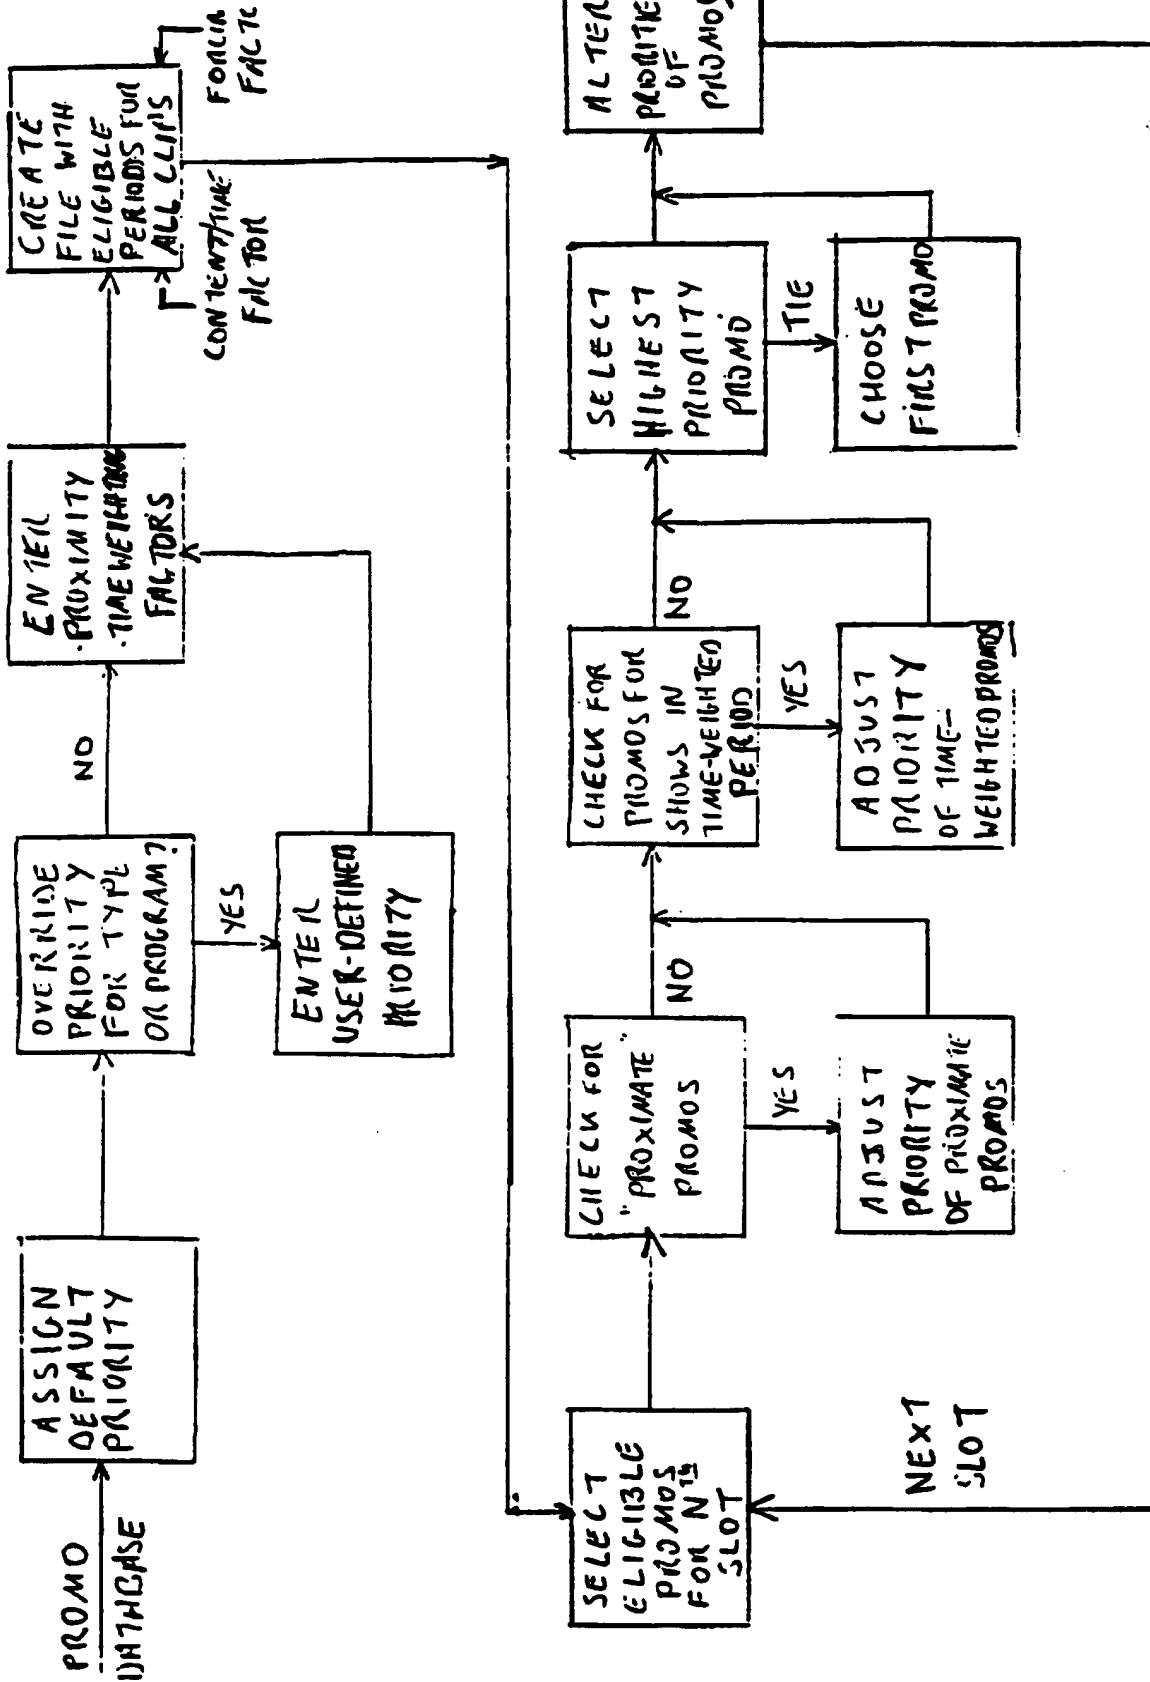 PROMO
DATABASE
ASSIGN
DEFAULT
PRIORITY
OVERRIDE
PRIORITY
FOR TYPE
OR PROGRAM?
NO
YES
ENTER
USER-DEFINED
PRIORITY
ENTER
·PROXIMITY
·TIMEWEIGHTING
FACTORS
CREATE
FILE WITH
ELIGIBLE
PERIODS FOR
ALL CLIPS
CONTENT/TIME
FACTOR
SELECT
ELIGIBLE
PROMOS
FOR Nth
SLOT
NEXT
SLOT
CHECK FOR
"PROXIMATE"
PROMOS
NO
YES
ADJUST
PRIORITY
OF PROXIMATE
PROMOS
CHECK FOR
PROMOS FOR
SHOWS IN
TIME-WEIGHTED
PERIOD
NO
YES
ADJUST
PRIORITY
OF TIME-
WEIGHTED PROMOS
SELECT
HIGHEST
PRIORITY
PROMO
TIE
CHOOSE
FIRST PROMO
ALTER
PRIORITIE
OF
PROMOS